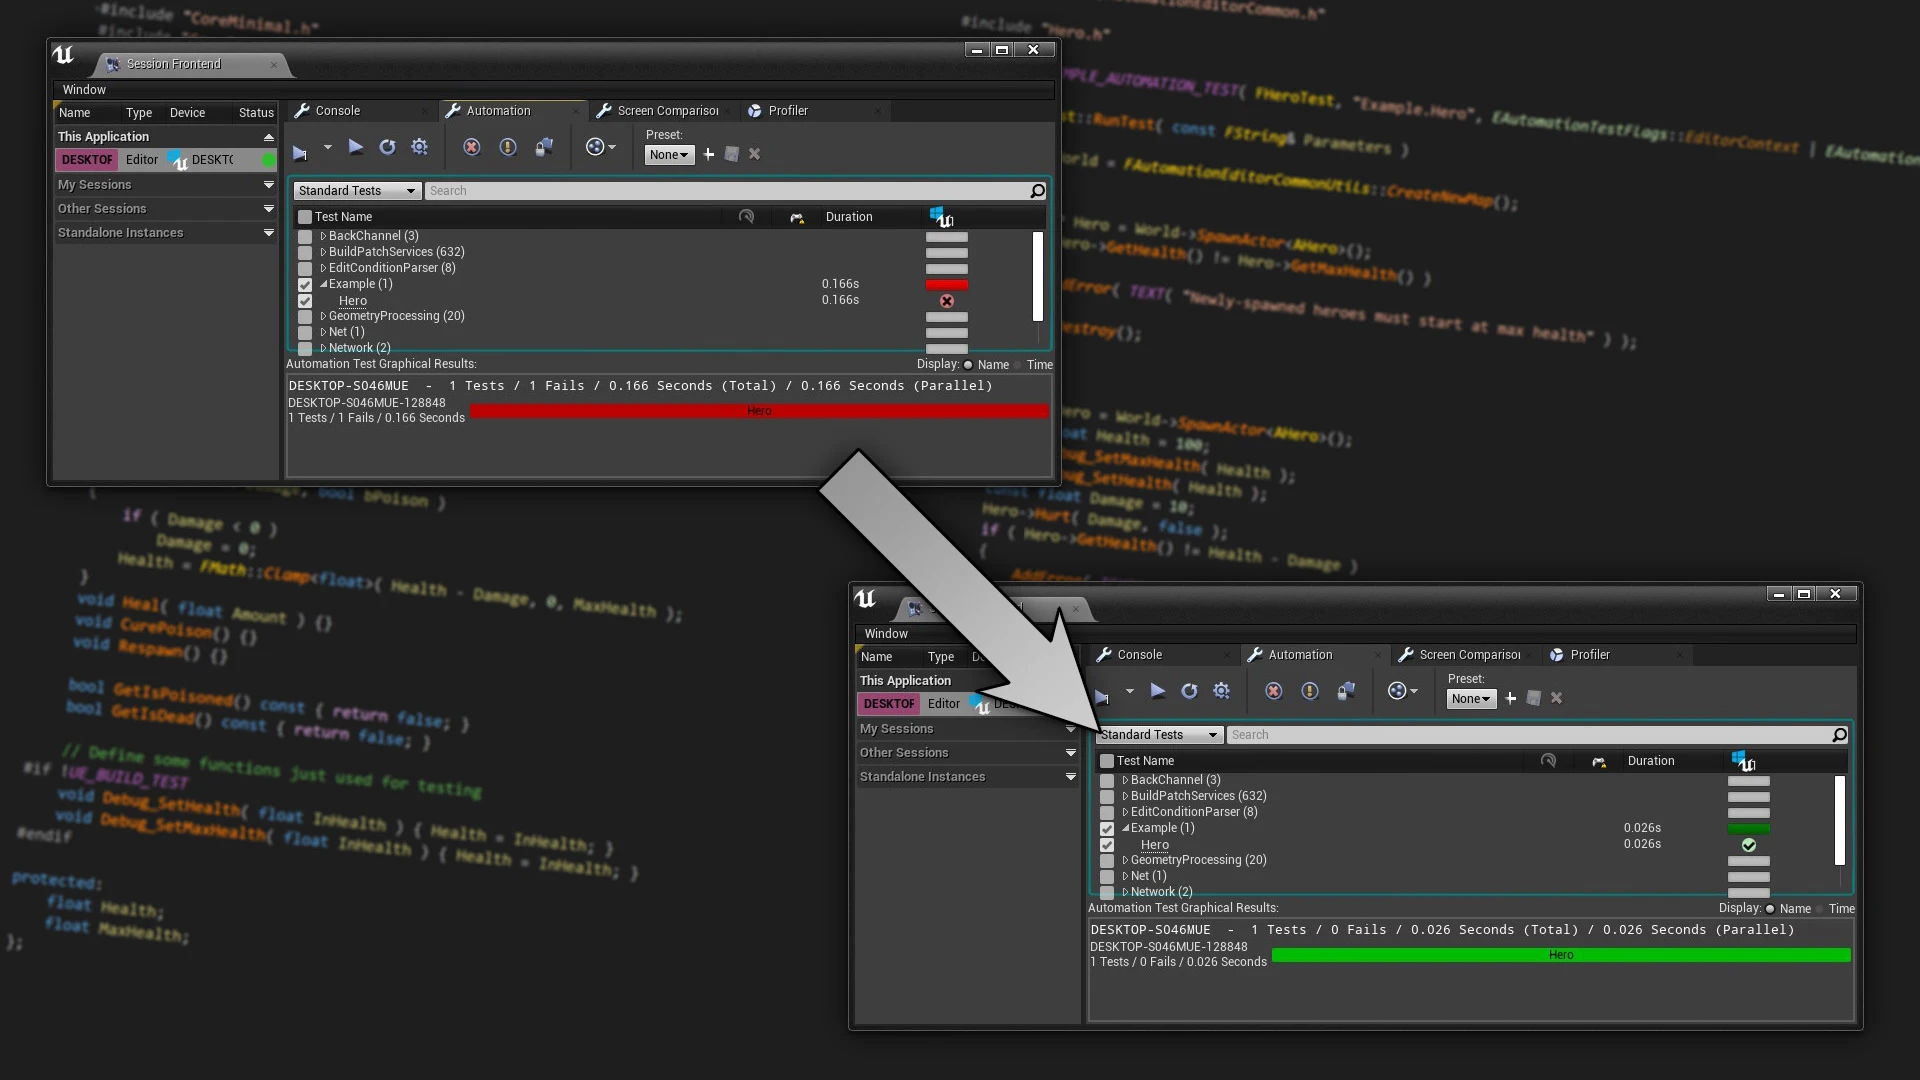 #include "CoreMinimal.h"
#include "Hero.h"
Session Frontend
Window
Name Type Device Status
This Application
DESKTOP Editor DESKTO
My Sessions
Other Sessions
Standalone Instances
Console Automation Screen Comparison Profiler
Preset:
None
Standard Tests Search
Test Name Duration
BackChannel (3)
BuildPatchServices (632)
EditConditionParser (8)
Example (1) 0.166s
Hero 0.166s
GeometryProcessing (20)
Net (1)
Network (2)
Automation Test Graphical Results: Display: Name Time
DESKTOP-S046MUE - 1 Tests / 1 Fails / 0.166 Seconds (Total) / 0.166 Seconds (Parallel)
DESKTOP-S046MUE-128848
1 Tests / 1 Fails / 0.166 Seconds
Hero
MPLE_AUTOMATION_TEST( FHeroTest, "Example.Hero", EAutomationTestFlags::EditorContext | EAutomation
st::RunTest( const FString& Parameters )
World = FAutomationEditorCommonUtils::CreateNewMap();
Hero = World->SpawnActor<AHero>();
Hero->GetHealth() != Hero->GetMaxHealth() )
dError( TEXT( "Newly-spawned heroes must start at max health" ) );
estroy();
Hero = World->SpawnActor<AHero>();
oat Health = 100;
bug_SetMaxHealth( Health );
bug_SetHealth( Health );
const float Damage = 10;
Hero->Hurt( Damage, false );
if ( Hero->GetHealth() != Health - Damage )
{
bool bPoison )
{
if ( Damage < 0 )
Damage = 0;
Health = FMath::Clamp<float>( Health - Damage, 0, MaxHealth );
}
void Heal( float Amount ) {}
void CurePoison() {}
void Respawn() {}
bool GetIsPoisoned() const { return false; }
bool GetIsDead() const { return false; }
// Define some functions just used for testing
#if !UE_BUILD_TEST
void Debug_SetHealth( float InHealth ) { Health = InHealth; }
void Debug_SetMaxHealth( float InHealth ) { Health = InHealth; }
#endif
protected:
float Health;
float MaxHealth;
};
Window
Name Type
This Application
DESKTOP Editor
My Sessions
Other Sessions
Standalone Instances
Console Automation Screen Comparison Profiler
Preset:
None
Standard Tests Search
Test Name Duration
BackChannel (3)
BuildPatchServices (632)
EditConditionParser (8)
Example (1) 0.026s
Hero 0.026s
GeometryProcessing (20)
Net (1)
Network (2)
Automation Test Graphical Results: Display: Name Time
DESKTOP-S046MUE - 1 Tests / 0 Fails / 0.026 Seconds (Total) / 0.026 Seconds (Parallel)
DESKTOP-S046MUE-128848
1 Tests / 0 Fails / 0.026 Seconds
Hero